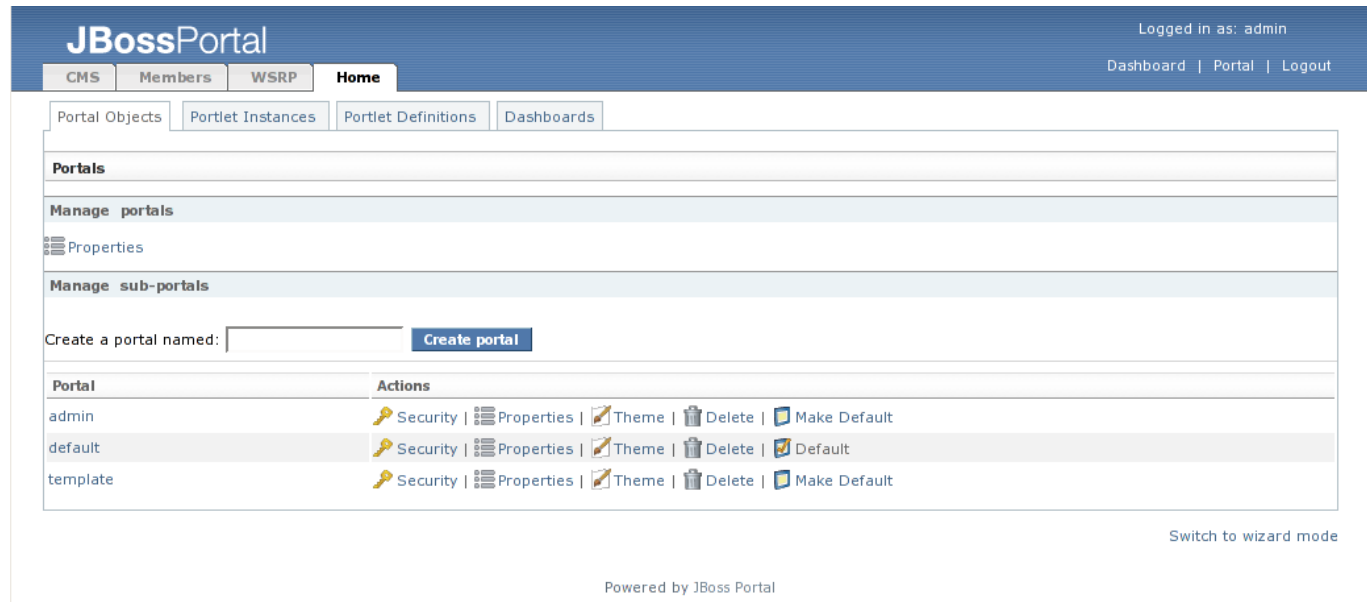 JBossPortal
Logged in as: admin
Dashboard | Portal | Logout
CMS Members WSRP Home
Portal Objects Portlet Instances Portlet Definitions Dashboards
Portals
Manage portals
Properties
Manage sub-portals
Create a portal named: Create portal
Portal Actions
admin Security | Properties | Theme | Delete | Make Default
default Security | Properties | Theme | Delete | Default
template Security | Properties | Theme | Delete | Make Default
Switch to wizard mode
Powered by JBoss Portal